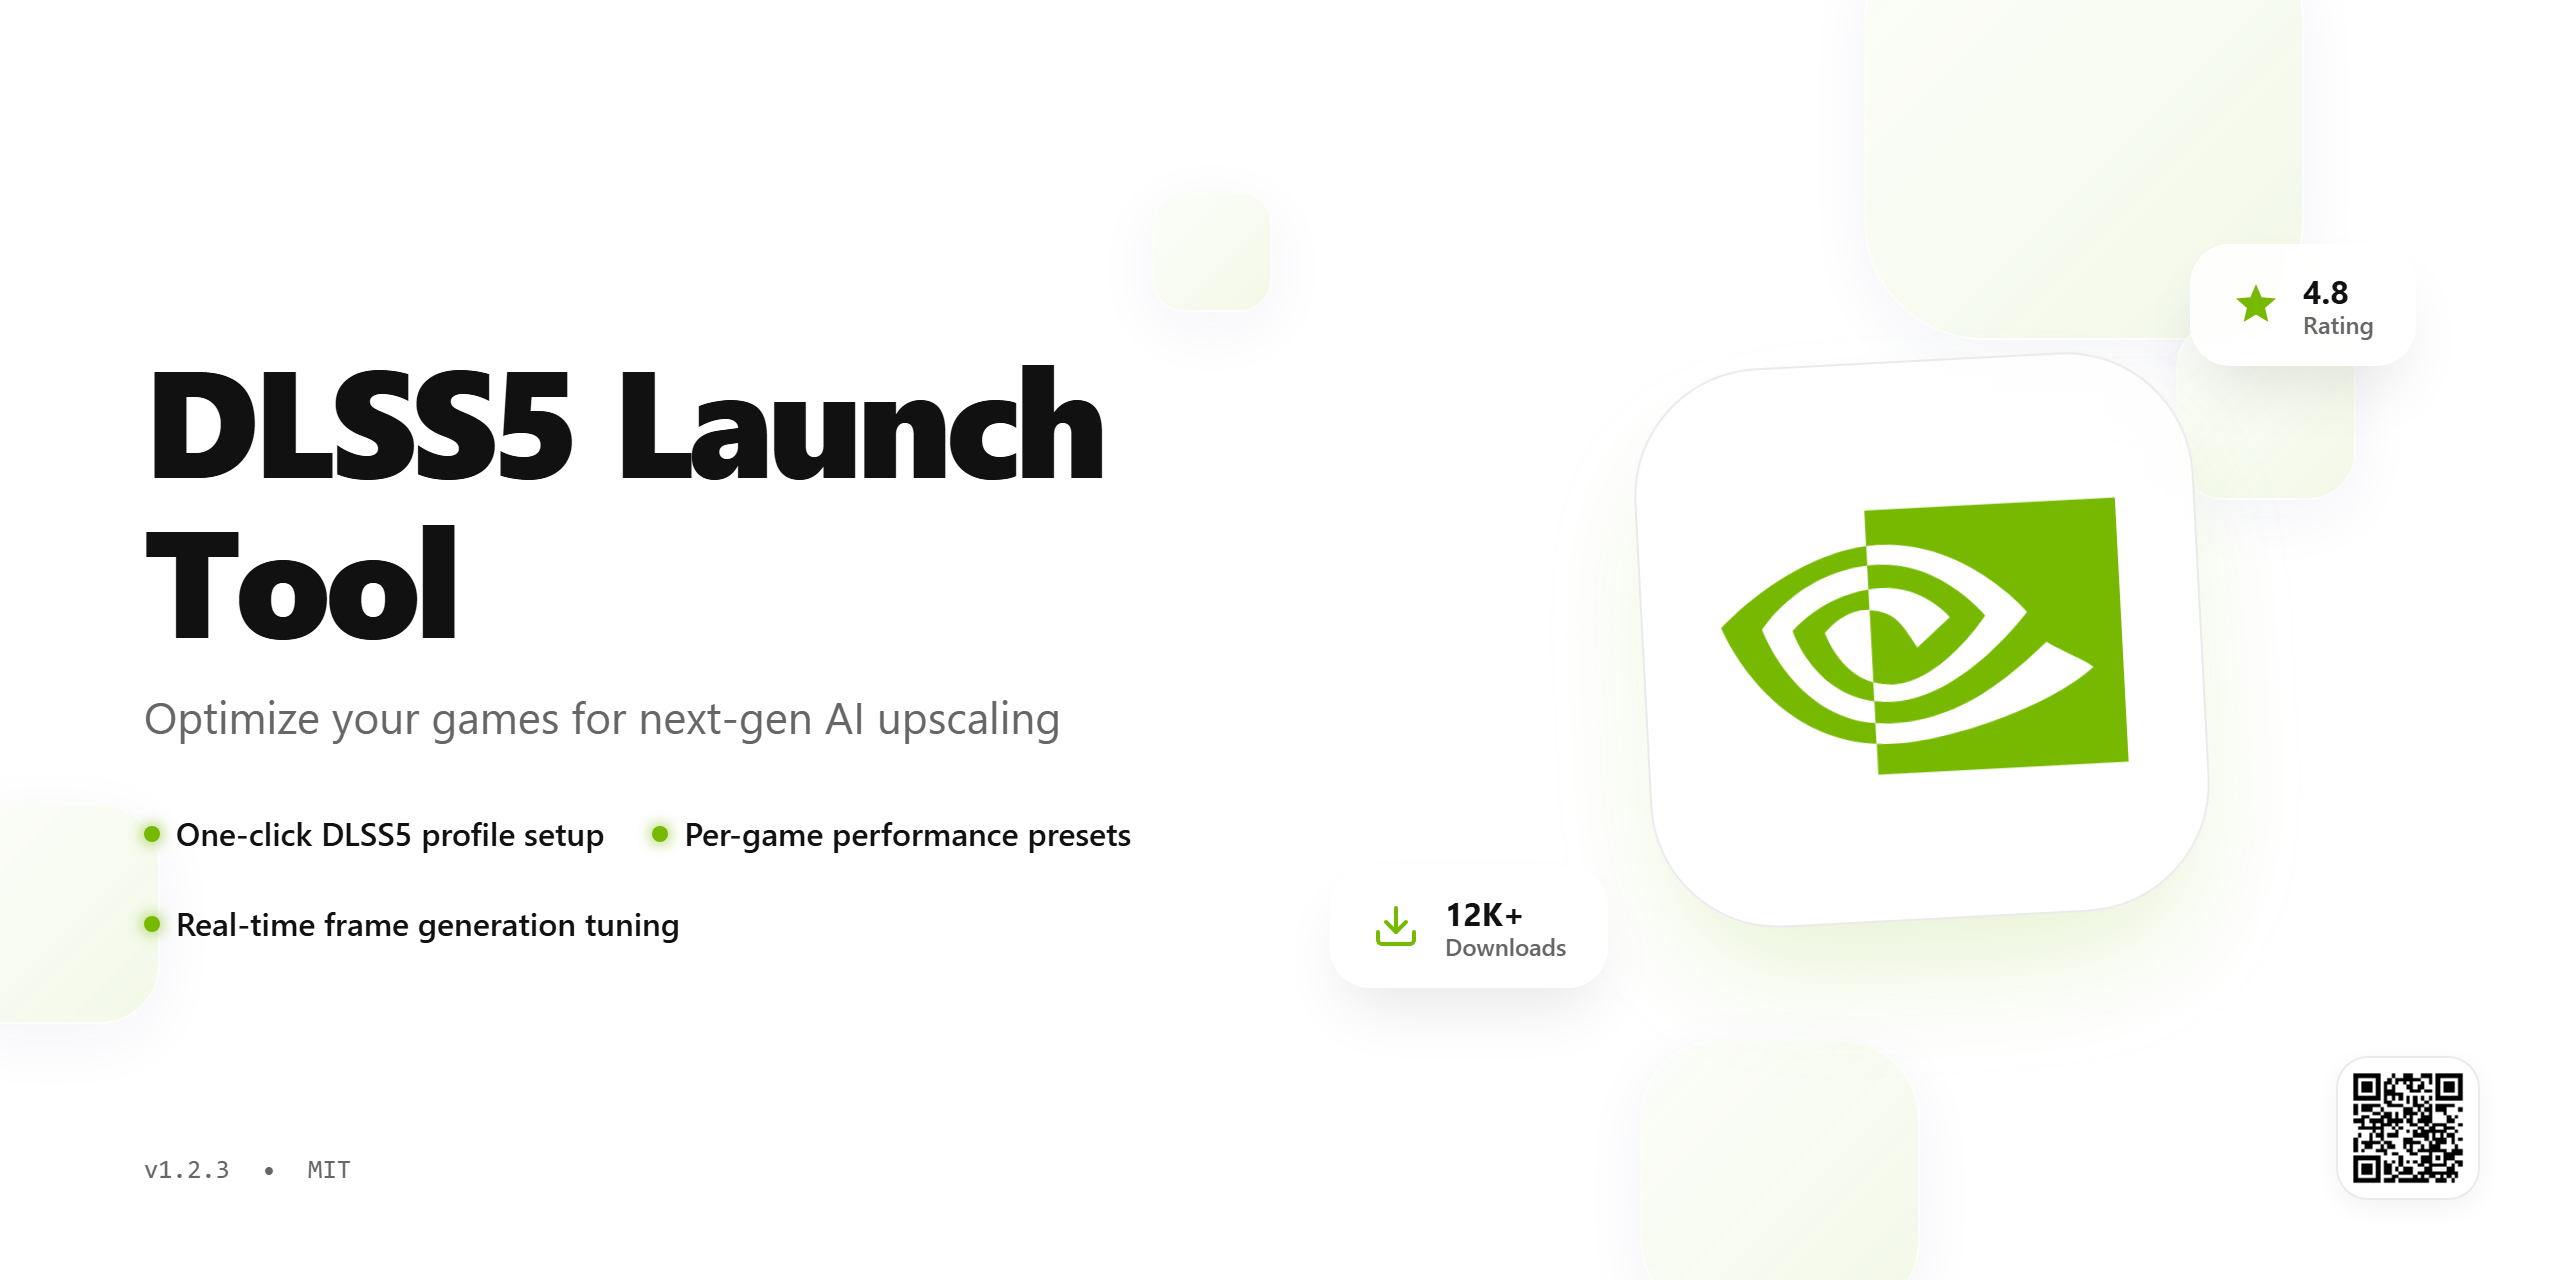 DLSS5 Launch
Tool
Optimize your games for next-gen AI upscaling
One-click DLSS5 profile setup
Per-game performance presets
Real-time frame generation tuning
v1.2.3 • MIT
4.8
Rating
12K+
Downloads